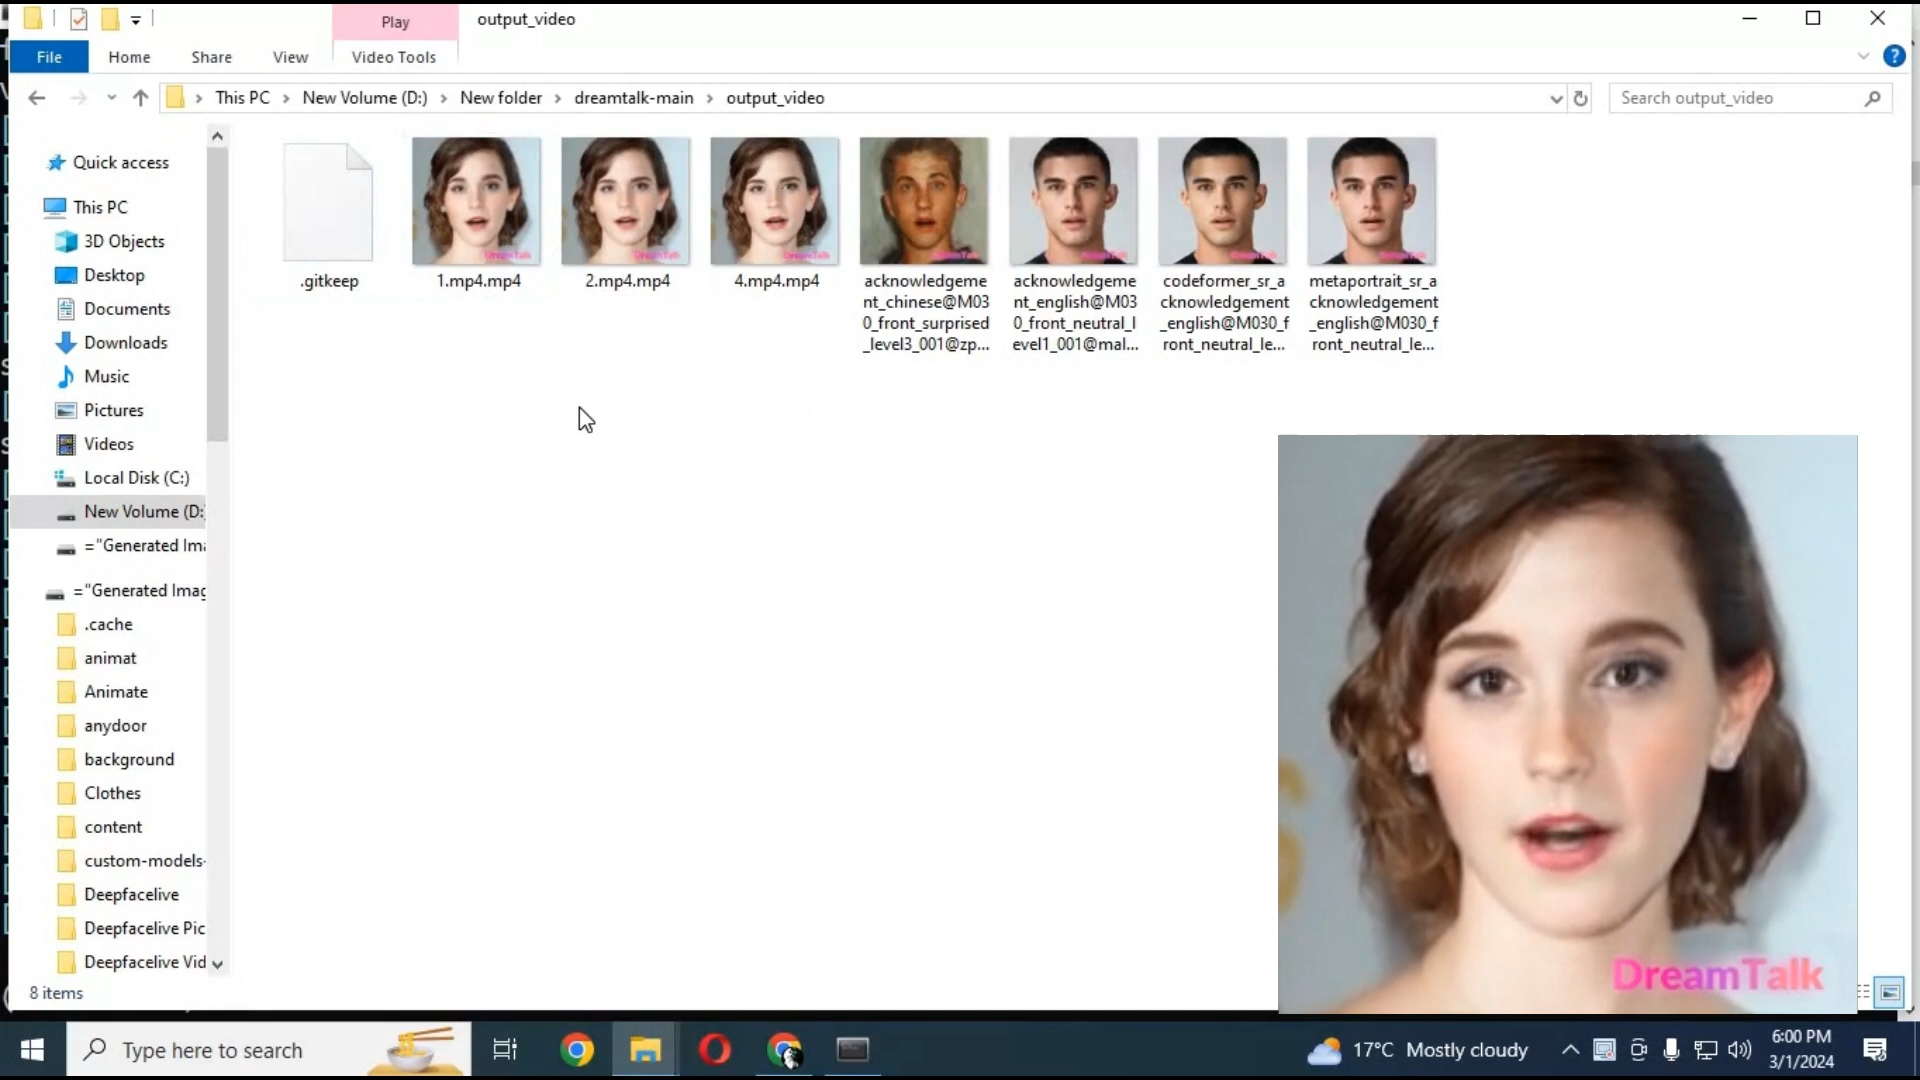 Play
output_video
File
Home
Share
View
Video Tools
This PC
New Volume (D:)
New folder
dreamtalk-main
output_video
Search output_video
Quick access
This PC
3D Objects
Desktop
Documents
Downloads
Music
Pictures
Videos
Local Disk (C:)
New Volume (D:
="Generated Ima
="Generated Imag
.cache
animat
Animate
anydoor
background
Clothes
content
custom-models-
Deepfacelive
Deepfacelive Pic
Deepfacelive Vid
.gitkeep
1.mp4.mp4
2.mp4.mp4
4.mp4.mp4
acknowledgeme
nt_chinese@M03
0_front_surprised
_level3_001@zp...
acknowledgeme
nt_english@M03
0_front_neutral_l
evel1_001@mal...
codeformer_sr_a
cknowledgement
_english@M030_f
ront_neutral_le...
metaportrait_sr_a
cknowledgement
_english@M030_f
ront_neutral_le...
DreamTalk
8 items
Type here to search
17°C Mostly cloudy
6:00 PM
3/1/2024